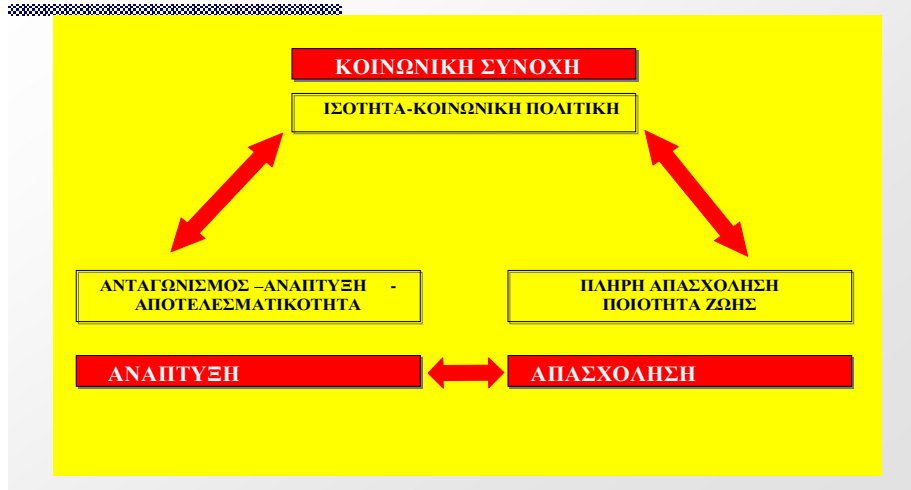 ΚΟΙΝΩΝΙΚΗ ΣΥΝΟΧΗ
ΙΣΟΤΗΤΑ-ΚΟΙΝΩΝΙΚΗ ΠΟΛΙΤΙΚΗ
ΑΝΤΑΓΩΝΙΣΜΟΣ –ΑΝΑΠΤΥΞΗ -
ΑΠΟΤΕΛΕΣΜΑΤΙΚΟΤΗΤΑ
ΠΛΗΡΗ ΑΠΑΣΧΟΛΗΣΗ
ΠΟΙΟΤΗΤΑ ΖΩΗΣ
ΑΝΑΠΤΥΞΗ
ΑΠΑΣΧΟΛΗΣΗ